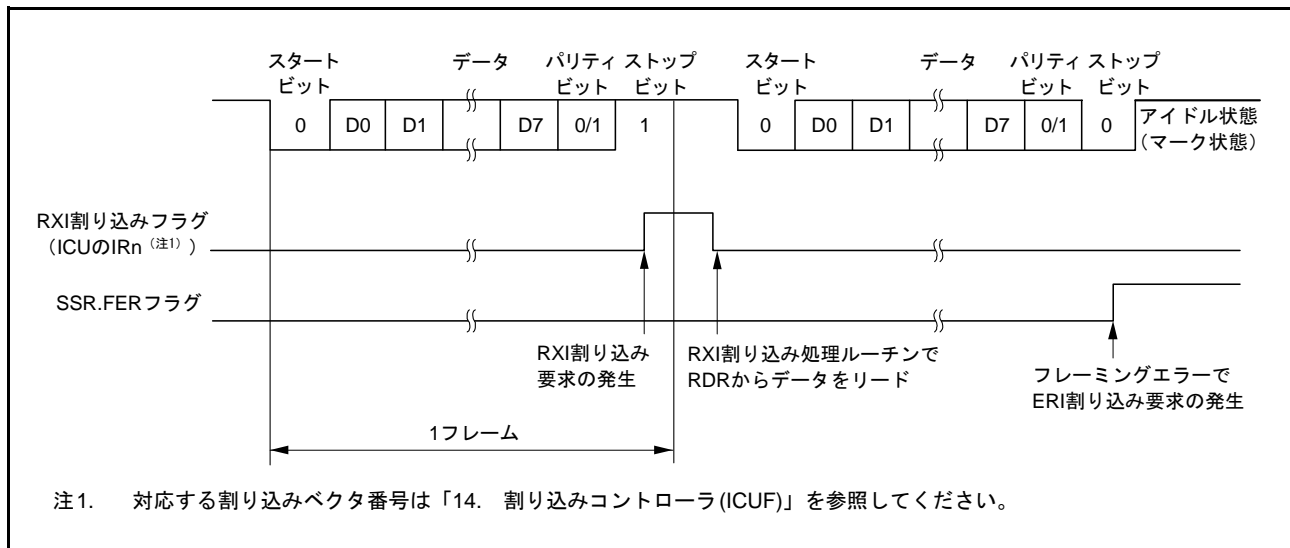 スタート
ビット
データ
パリティ
ビット
ストップ
ビット
スタート
ビット
データ
パリティ
ビット
ストップ
ビット
0
D0
D1
D7
0/1
1
0
D0
D1
D7
0/1
0
アイドル状態
（マーク状態）
RXI割り込みフラグ
（ICUのIRn（注1））
SSR.FERフラグ
RXI割り込み
要求の発生
RXI割り込み処理ルーチンで
RDRからデータをリード
フレーミングエラーで
ERI割り込み要求の発生
1フレーム
注1. 対応する割り込みベクタ番号は「14. 割り込みコントローラ(ICUF)」を参照してください。